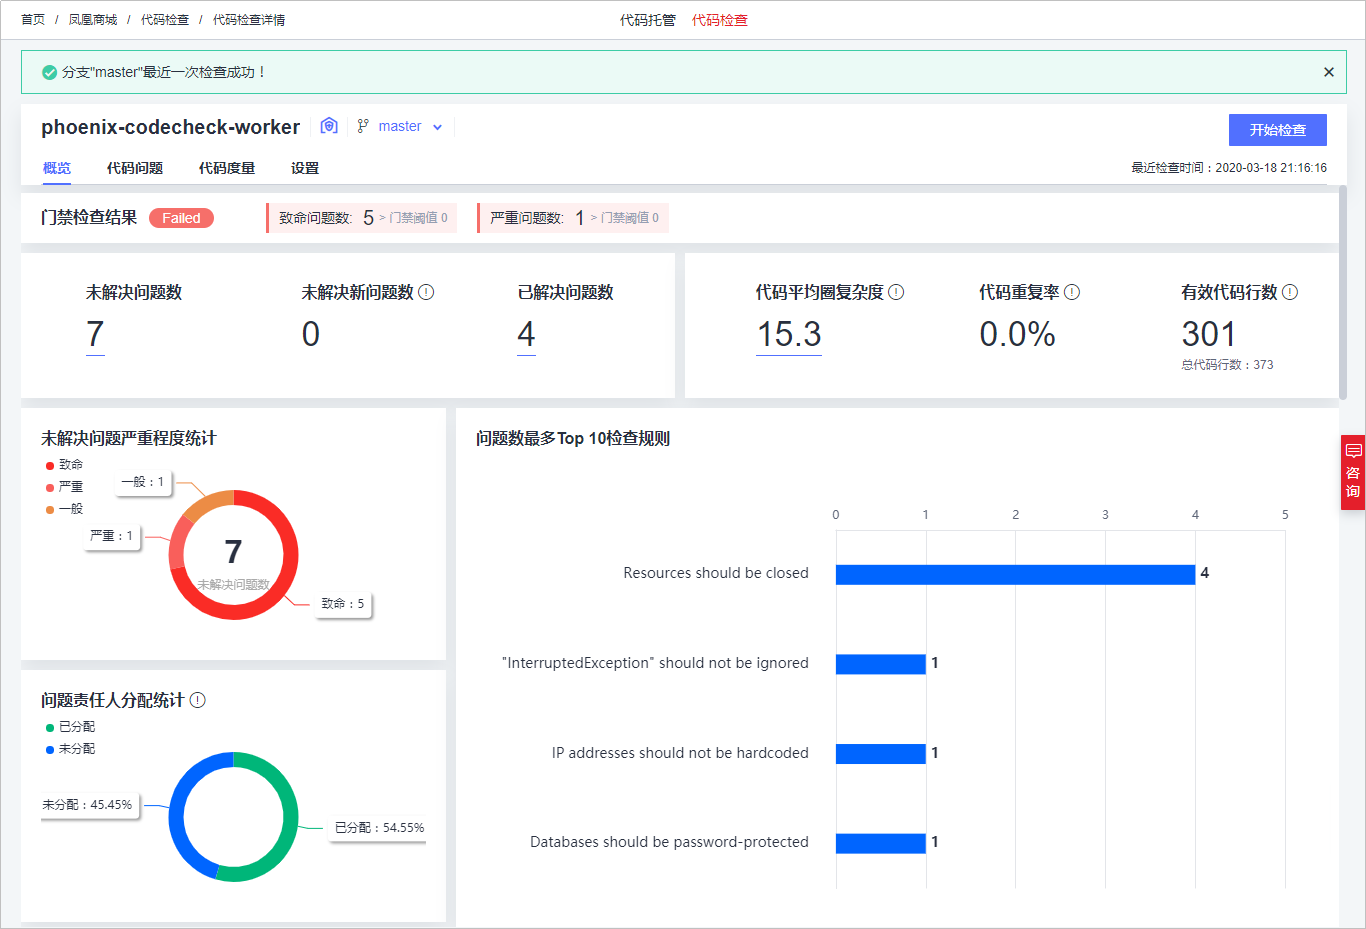 首页 / 凤凰商城 / 代码检查 / 代码检查详情
代码托管 代码检查
分支"master"最近一次检查成功！
phoenix-codecheck-worker master
开始检查
概览 代码问题 代码度量 设置
最近检查时间：2020-03-18 21:16:16
门禁检查结果 Failed 致命问题数: 5 > 门禁阈值 0 严重问题数: 1 > 门禁阈值 0
未解决问题数 未解决新问题数 已解决问题数
7 0 4
代码平均圈复杂度 代码重复率 有效代码行数
15.3 0.0% 301
总代码行数：373
未解决问题严重程度统计
致命
严重
一般
一般：1
严重：1
7
未解决问题数
致命：5
问题责任人分配统计
已分配
未分配
未分配：45.45%
已分配：54.55%
问题数最多Top 10检查规则
0 1 2 3 4 5
Resources should be closed 4
"InterruptedException" should not be ignored 1
IP addresses should not be hardcoded 1
Databases should be password-protected 1
咨
询